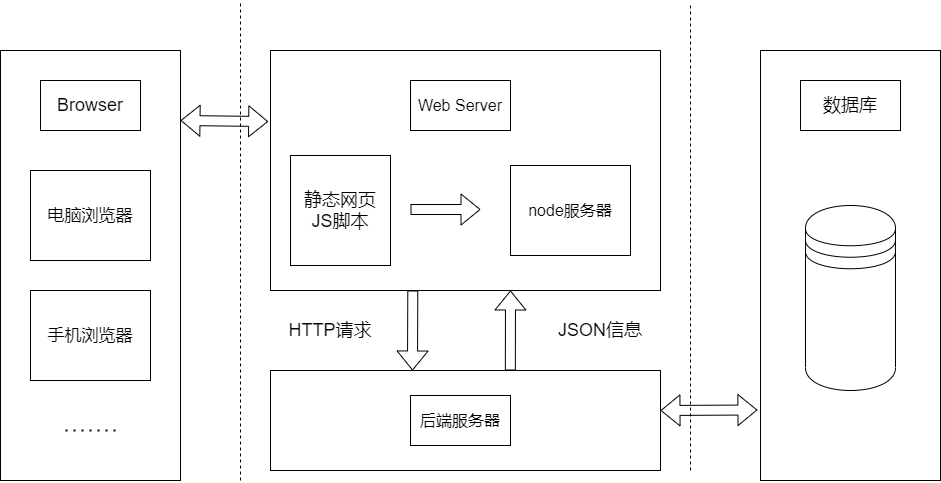 Browser
电脑浏览器
手机浏览器
.......
Web Server
静态网页
JS脚本
node服务器
HTTP请求
JSON信息
后端服务器
数据库